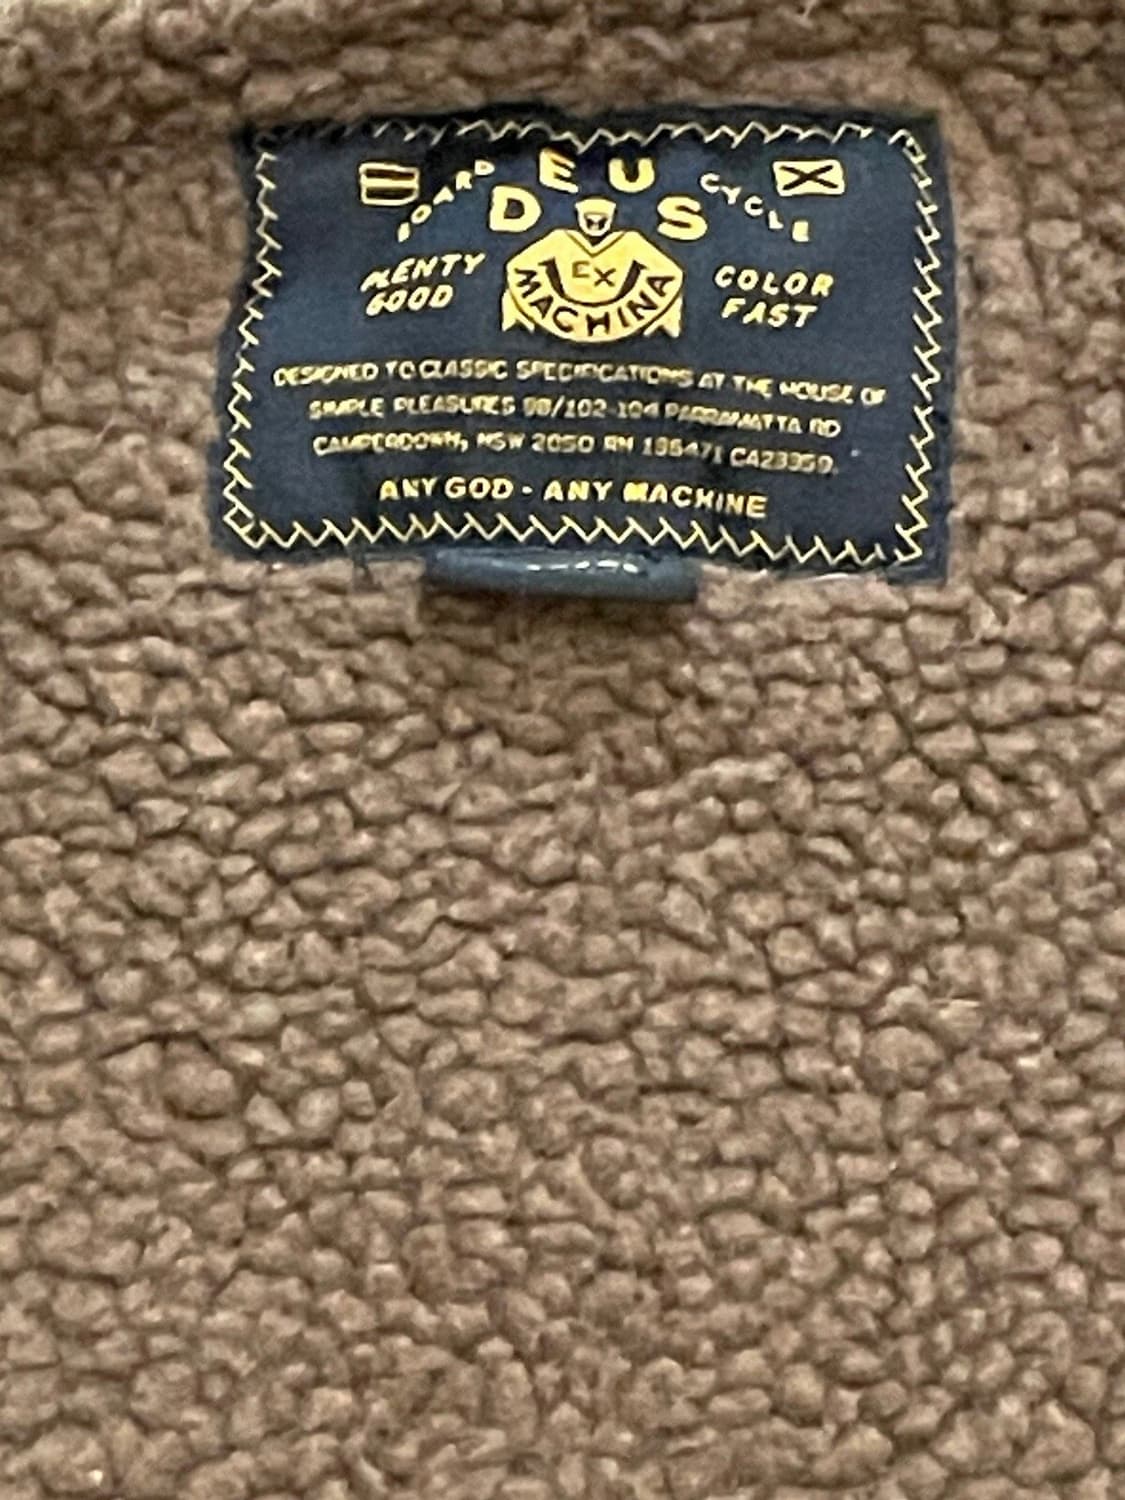 BOARD DEUS CYCLE
EX
MACHINA
PLENTY GOOD
COLOR FAST
DESIGNED TO CLASSIC SPECIFICATIONS AT THE HOUSE OF
SIMPLE PLEASURES 98/102-104 PARRAMATTA RD
CAMPERDOWN, NSW 2050 RN 136471 CA23350
ANY GOD - ANY MACHINE